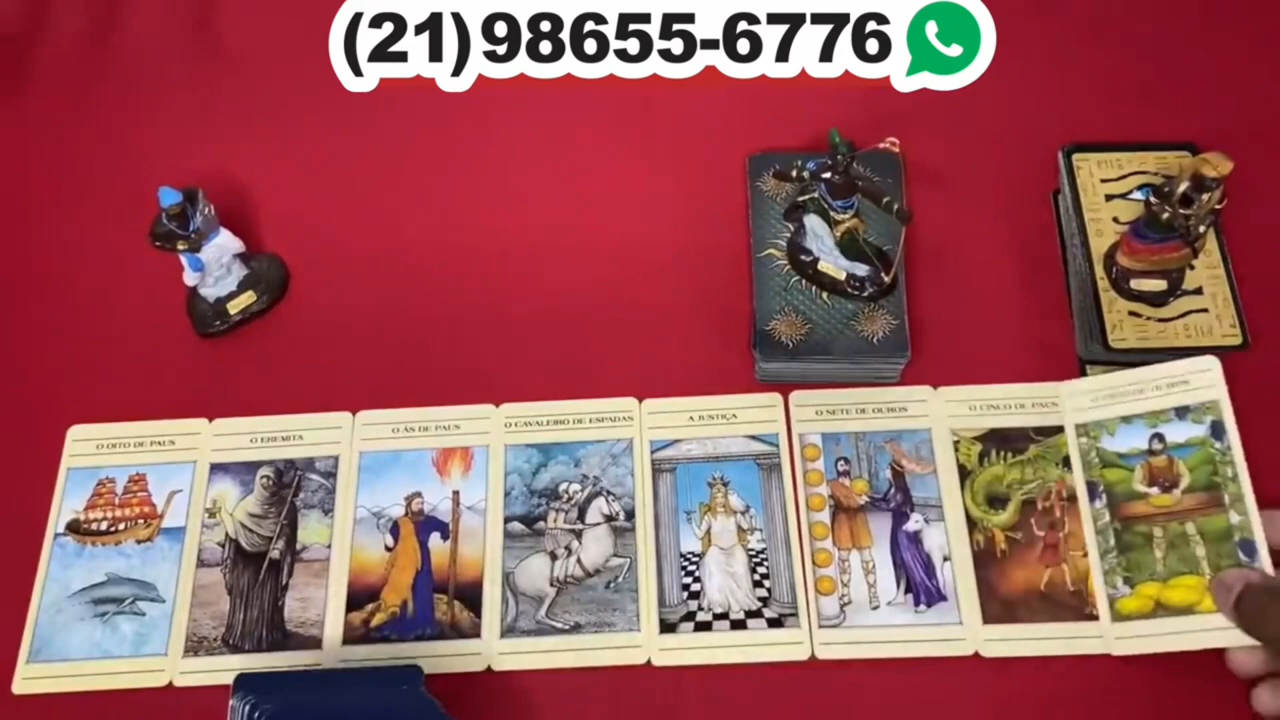 (21)98655-6776
O OITO DE PAUS
O EREMITA
O ÁS DE PAUS
O CAVALEIRO DE ESPADAS
A JUSTIÇA
O SETE DE OUROS
O CINCO DE PAUS